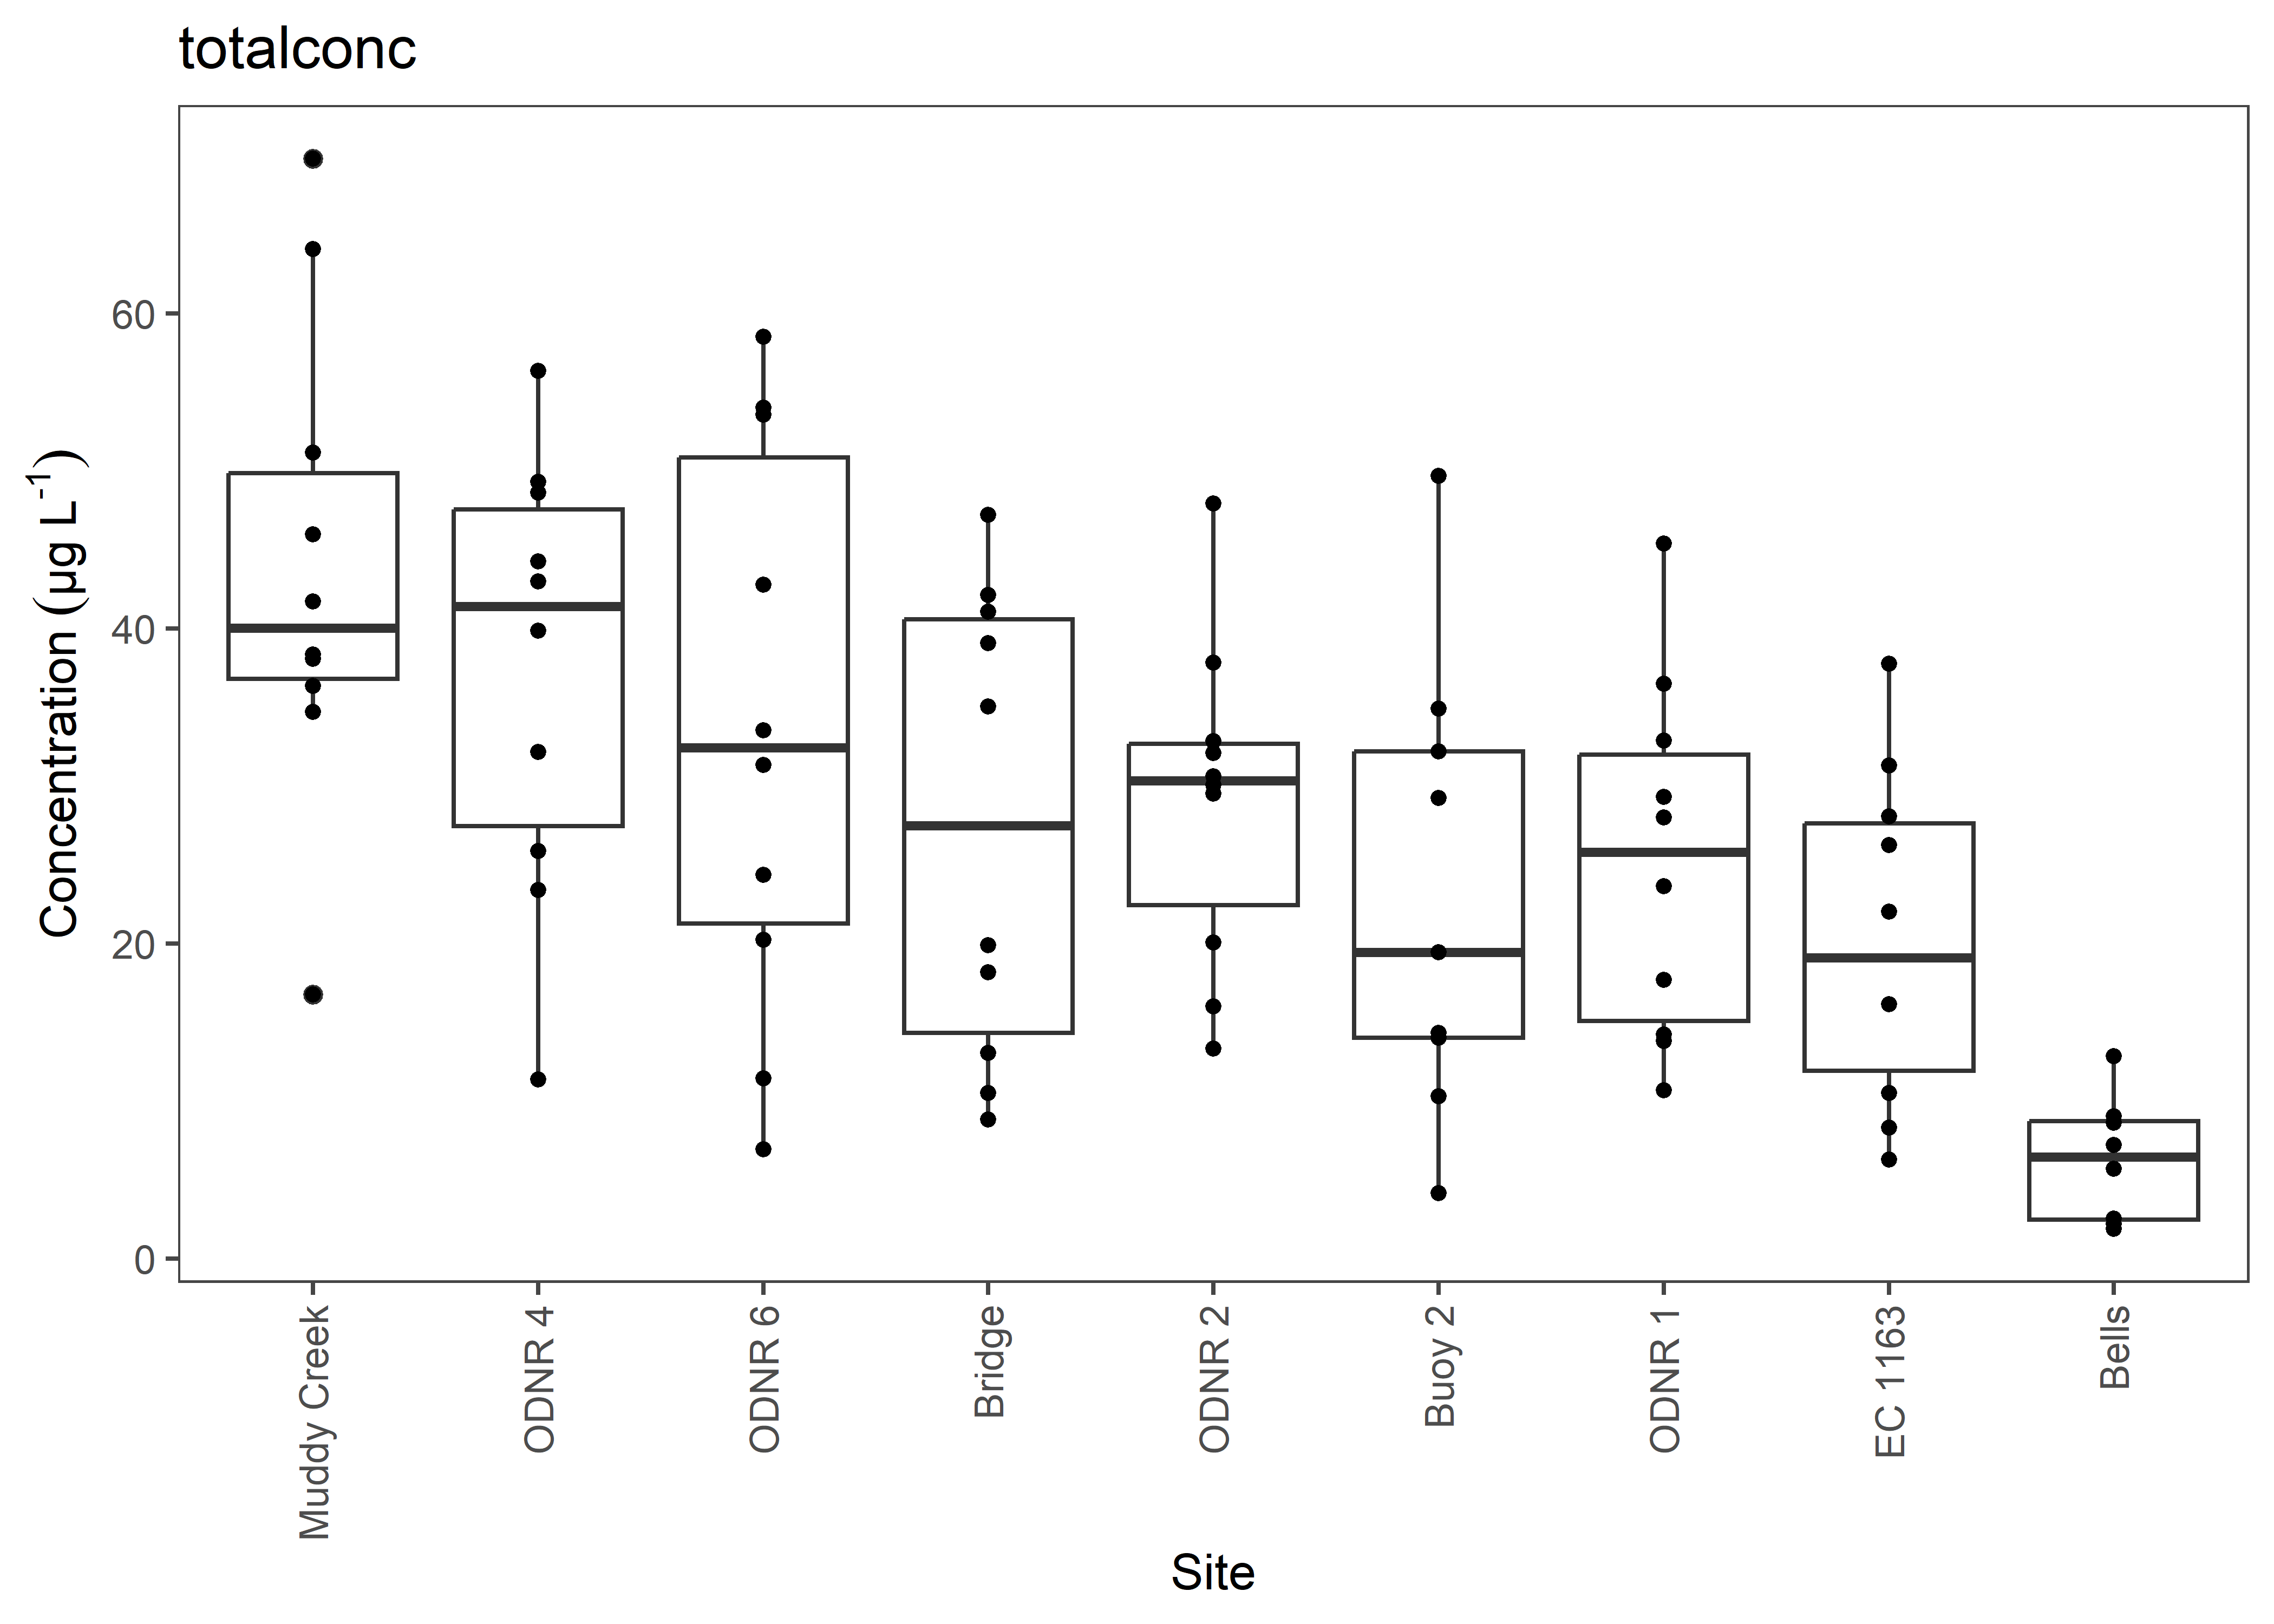 totalconc
Concentration (µg L⁻¹)
60
40
20
0
Muddy Creek
ODNR 4
ODNR 6
Bridge
ODNR 2
Buoy 2
ODNR 1
EC 1163
Bells
Site